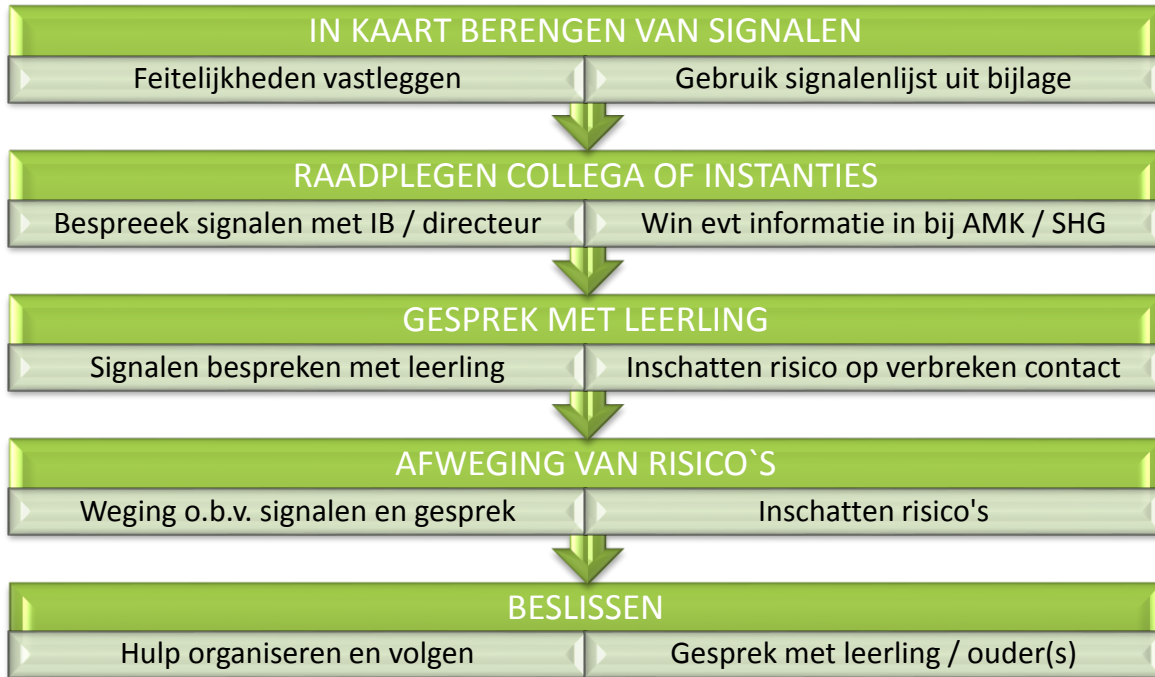 IN KAART BERENGEN VAN SIGNALEN
Feitelijkheden vastleggen
Gebruik signalenlijst uit bijlage
RAADPLEGEN COLLEGA OF INSTANTIES
Bespreeek signalen met IB / directeur
Win evt informatie in bij AMK / SHG
GESPREK MET LEERLING
Signalen bespreken met leerling
Inschatten risico op verbreken contact
AFWEGING VAN RISICO`S
Weging o.b.v. signalen en gesprek
Inschatten risico's
BESLISSEN
Hulp organiseren en volgen
Gesprek met leerling / ouder(s)